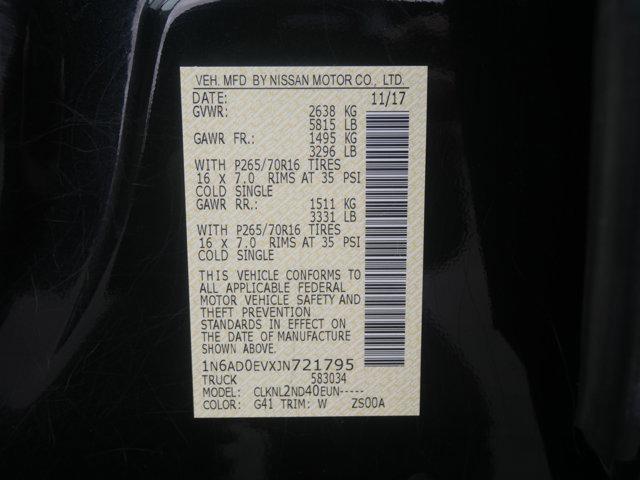 VEH. MFD BY NISSAN MOTOR CO., LTD.
DATE: 11/17
GVWR: 2638 KG
5815 LB
GAWR FR.: 1495 KG
3296 LB
WITH P265/70R16 TIRES
16 X 7.0 RIMS AT 35 PSI
COLD SINGLE
GAWR RR.: 1511 KG
3331 LB
WITH P265/70R16 TIRES
16 X 7.0 RIMS AT 35 PSI
COLD SINGLE
THIS VEHICLE CONFORMS TO
ALL APPLICABLE FEDERAL
MOTOR VEHICLE SAFETY AND
THEFT PREVENTION
STANDARDS IN EFFECT ON
THE DATE OF MANUFACTURE
SHOWN ABOVE.
1N6AD0EVXJN721795
TRUCK 583034
MODEL: CLKNL2ND40EUN-----
COLOR: G41 TRIM: W ZS00A